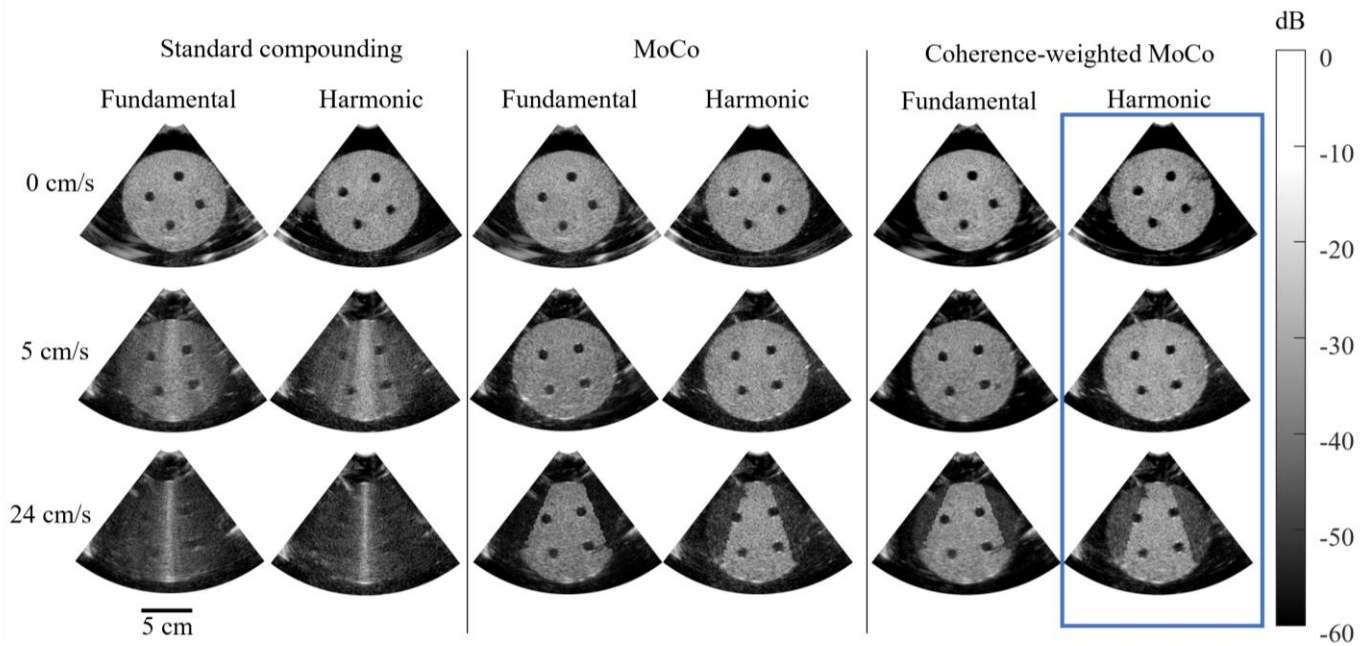 dB
Standard compounding
MoCo
Coherence-weighted MoCo
Fundamental
Harmonic
Fundamental
Harmonic
Fundamental
Harmonic
0 cm/s
5 cm/s
24 cm/s
5 cm
0
-10
-20
-30
-40
-50
-60